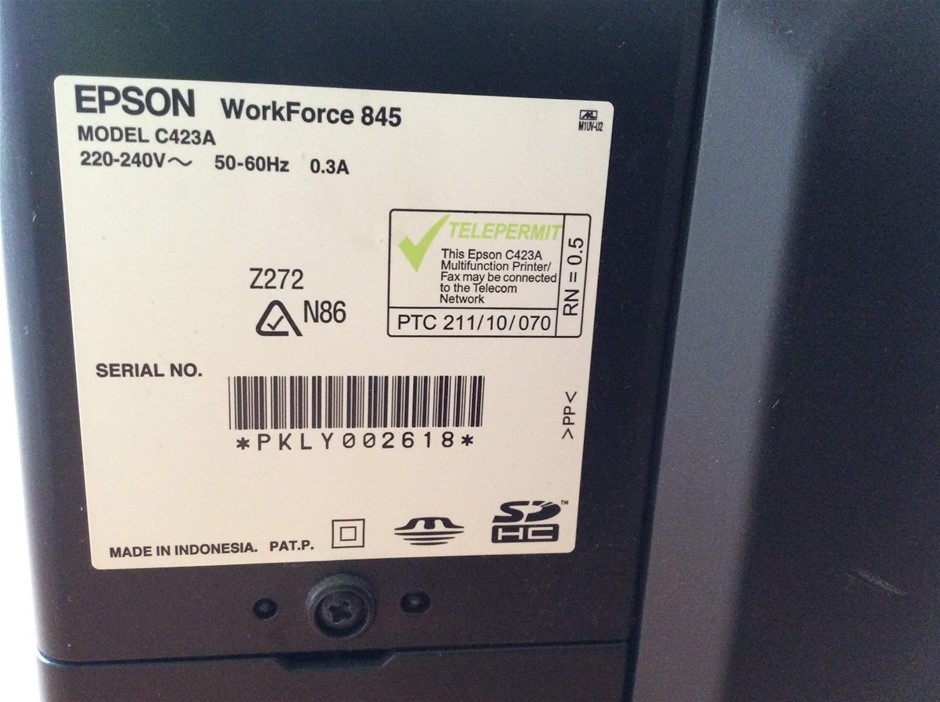 EPSON WorkForce 845
MODEL C423A
220-240V～ 50-60Hz 0.3A
M1UV-U2
TELEPERMIT
This Epson C423A
Multifunction Printer/
Fax may be connected
to the Telecom
Network
PTC 211/10/070
RN = 0.5
Z272
N86
SERIAL NO.
*PKLY002618*
>PP<
MADE IN INDONESIA. PAT.P.
SD™
HC